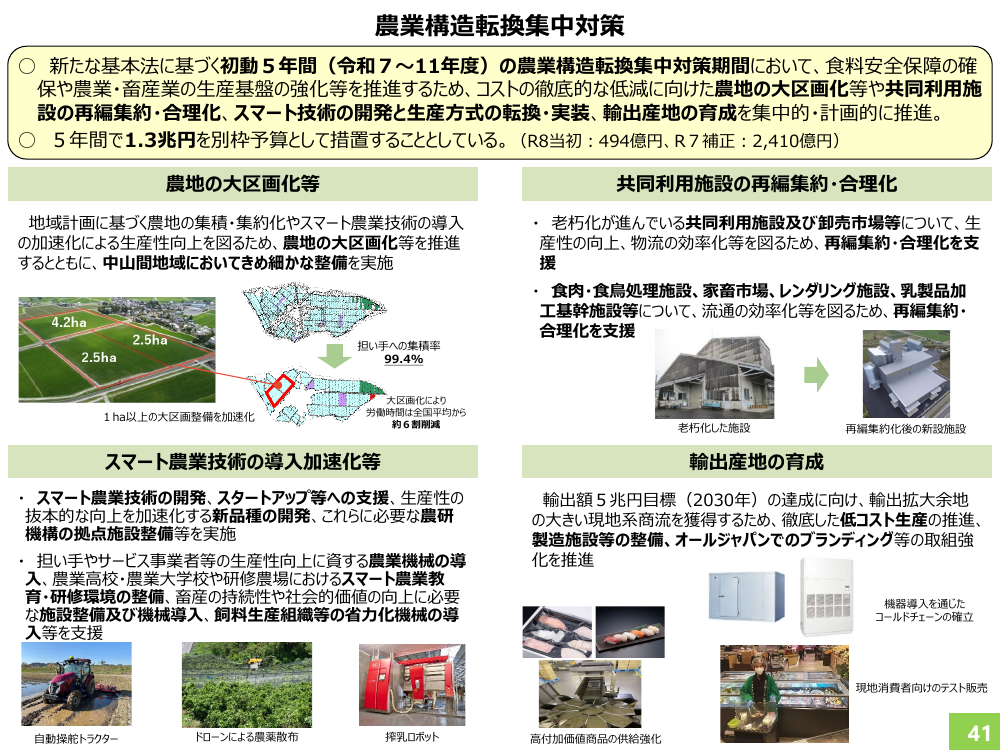 農業構造転換集中対策
○ 新たな基本法に基づく初動５年間（令和７～11年度）の農業構造転換集中対策期間において、食料安全保障の確
保や農業・畜産業の生産基盤の強化等を推進するため、コストの徹底的な低減に向けた農地の大区画化等や共同利用施
設の再編集約・合理化、スマート技術の開発と生産方式の転換・実装、輸出産地の育成を集中的・計画的に推進。
○ ５年間で1.3兆円を別枠予算として措置することとしている。（R8当初：494億円、R７補正：2,410億円）
農地の大区画化等
地域計画に基づく農地の集積・集約化やスマート農業技術の導入
の加速化による生産性向上を図るため、農地の大区画化等を推進
するとともに、中山間地域においてきめ細かな整備を実施
4.2ha
2.5ha
2.5ha
担い手への集積率
99.4%
１ha以上の大区画整備を加速化
大区画化により
労働時間は全国平均から
約６割削減
共同利用施設の再編集約・合理化
・ 老朽化が進んでいる共同利用施設及び卸売市場等について、生
産性の向上、物流の効率化等を図るため、再編集約・合理化を支
援
・ 食肉・食鳥処理施設、家畜市場、レンダリング施設、乳製品加
工基幹施設等について、流通の効率化等を図るため、再編集約・
合理化を支援
老朽化した施設
再編集約化後の新設施設
スマート農業技術の導入加速化等
・ スマート農業技術の開発、スタートアップ等への支援、生産性の
抜本的な向上を加速化する新品種の開発、これらに必要な農研
機構の拠点施設整備等を実施
・ 担い手やサービス事業者等の生産性向上に資する農業機械の導
入、農業高校・農業大学校や研修農場におけるスマート農業教
育・研修環境の整備、畜産の持続性や社会的価値の向上に必要
な施設整備及び機械導入、飼料生産組織等の省力化機械の導
入等を支援
自動操舵トラクター
ドローンによる農薬散布
搾乳ロボット
輸出産地の育成
輸出額５兆円目標（2030年）の達成に向け、輸出拡大余地
の大きい現地系商流を獲得するため、徹底した低コスト生産の推進、
製造施設等の整備、オールジャパンでのブランディング等の取組強
化を推進
機器導入を通じた
コールドチェーンの確立
現地消費者向けのテスト販売
高付加価値商品の供給強化
41